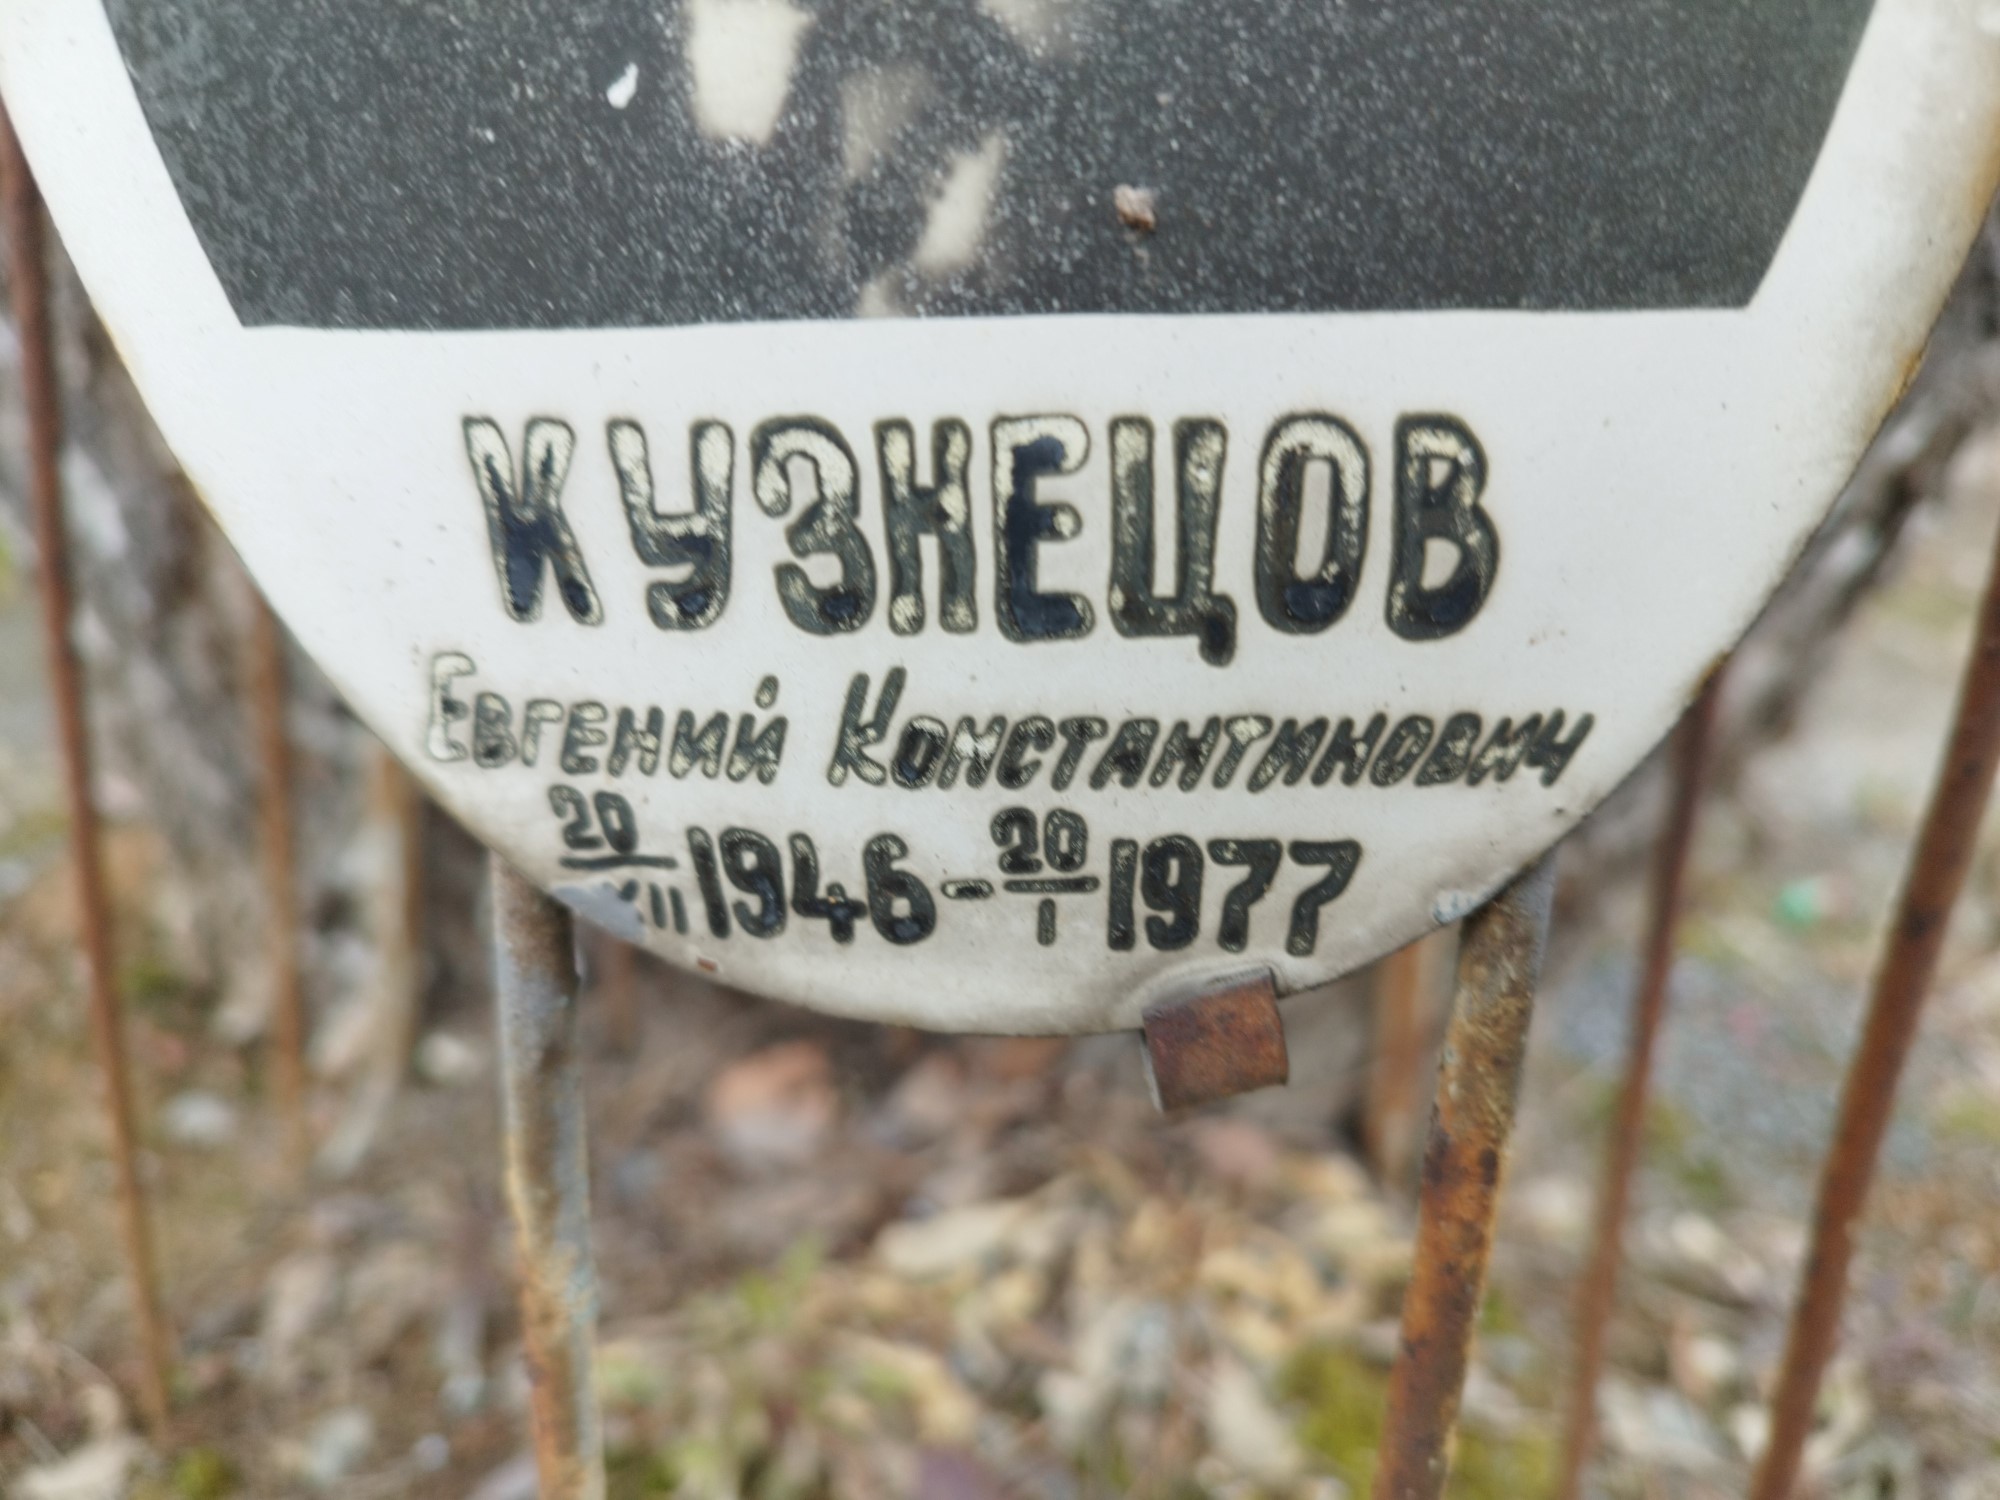 КУЗНЕЦОВ
Евгений Константинович
20/XII 1946 - 20/I 1977